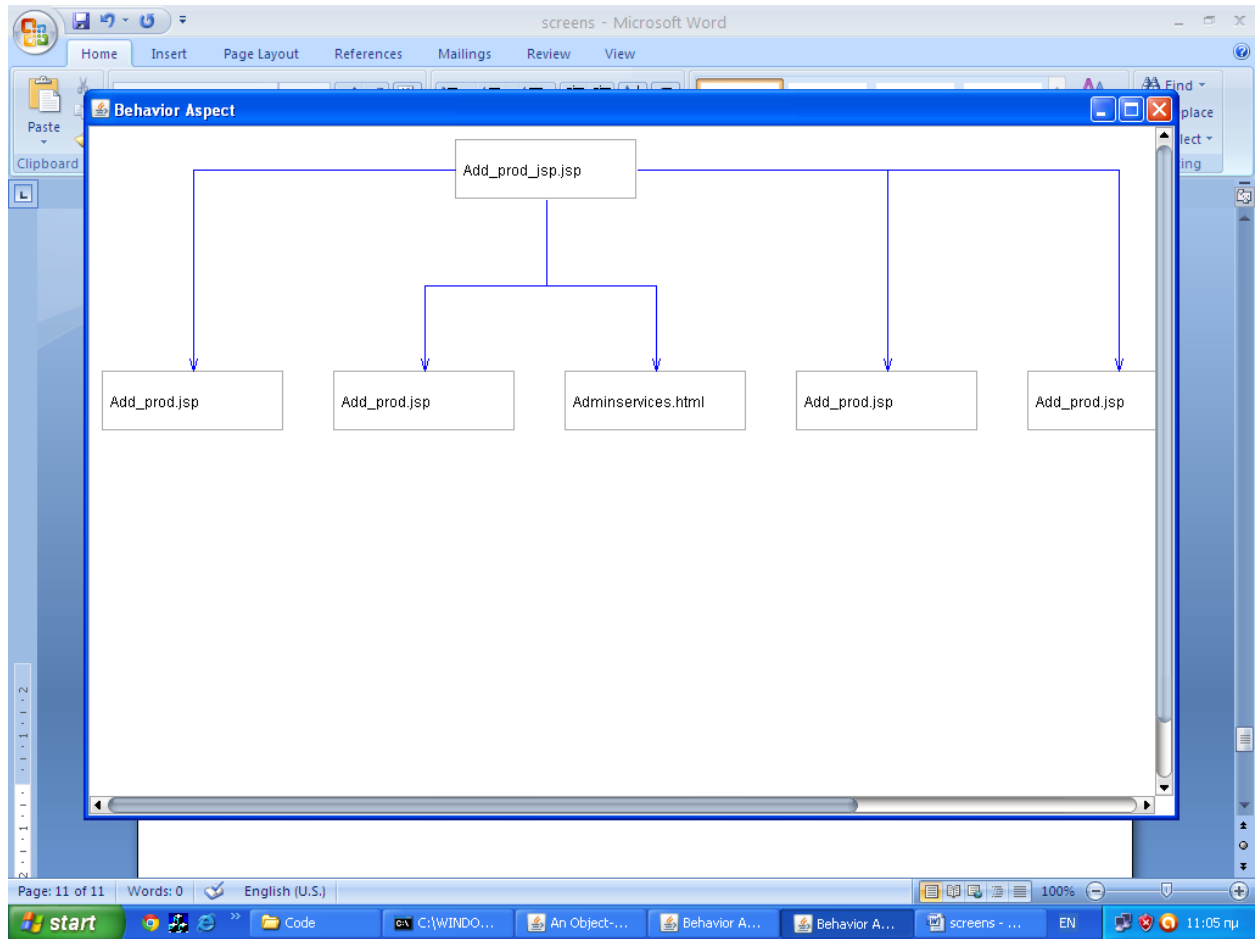 screens - Microsoft Word
Home Insert Page Layout References Mailings Review View
Paste
Clipboard
Find
place
lect
ing
Behavior Aspect
Add_prod_jsp.jsp
Add_prod.jsp Add_prod.jsp Adminservices.html Add_prod.jsp Add_prod.jsp
Page: 11 of 11 Words: 0 English (U.S.) 100%
start Code C:\WINDO... An Object-... Behavior A... Behavior A... screens - ... EN 11:05 πμ